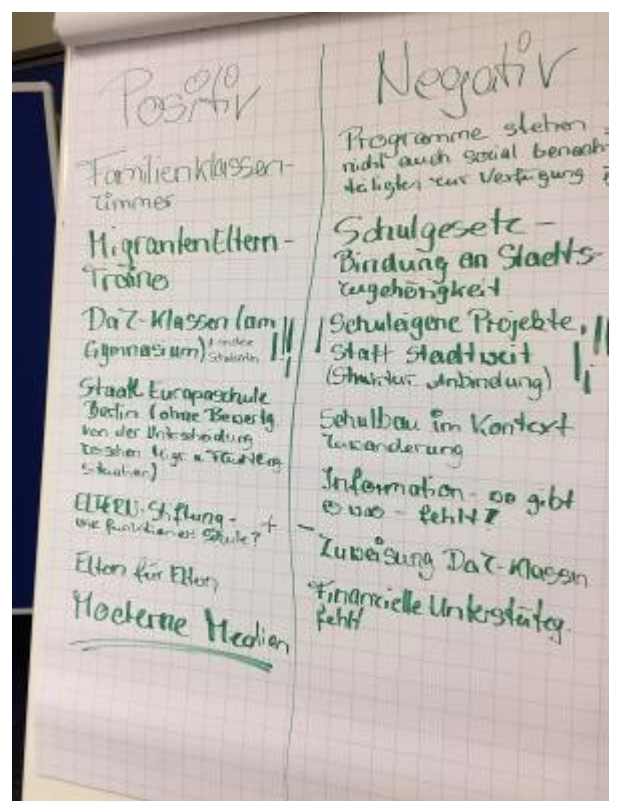 Positiv
Familienklassen-
zimmer
MigrantenEltern-
Trains
DaZ-Klassen (am
Gymnasium)
Staatl. Europaschule
Berlin (ohne Bewertg
von der Unterscheidung
zwischen Migr. u.
Situation)
ELTERN-Stiftung - +
wie funktioniert Schule?
Eltern für Eltern
Moderne Medien
Negativ
Programme stehen
nicht auch sozial benach-
teiligten zur Verfügung
Schulgesetz -
Bindung an Staats-
zugehörigkeit
! Schuleigene Projekte, !!
statt stadtweit
(Struktur Anbindung)
Schulbau im Kontext
Zuwanderung
Information - wo gibt
es was - fehlt?
- Zuweisung DaZ-Klassen
Finanzielle Unterstützg.
fehlt